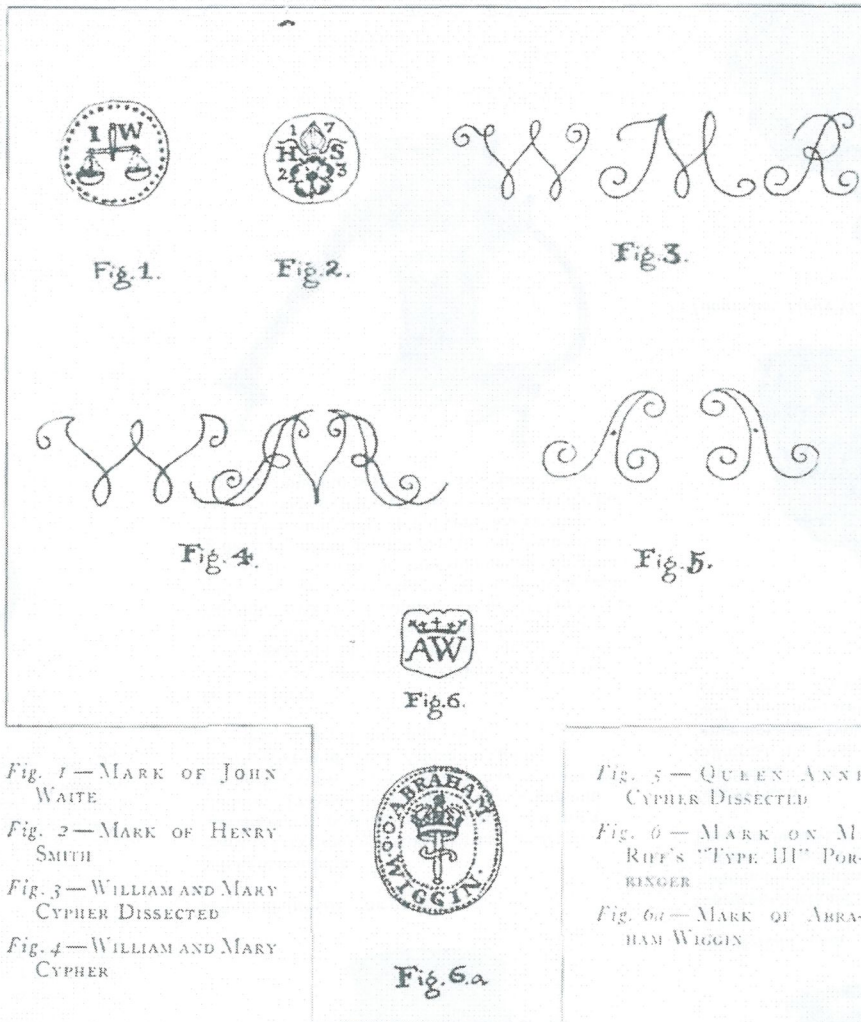 I W
1 7
H S
2 3
W M R
Fig. 1.
Fig. 2.
Fig. 3.
Fig. 4.
Fig. 5.
AW
Fig. 6.
ABRAHAM
WIGGIN
Fig. 6.a
Fig. 1—MARK OF JOHN
WAITE
Fig. 2—MARK OF HENRY
SMITH
Fig. 3—WILLIAM AND MARY
CYPHER DISSECTED
Fig. 4—WILLIAM AND MARY
CYPHER
Fig. 5—QUEEN ANNE
CYPHER DISSECTED
Fig. 6—MARK ON M
RIFF'S "TYPE III" POR-
RINGER
Fig. 6a—MARK OF ABRA-
HAM WIGGIN